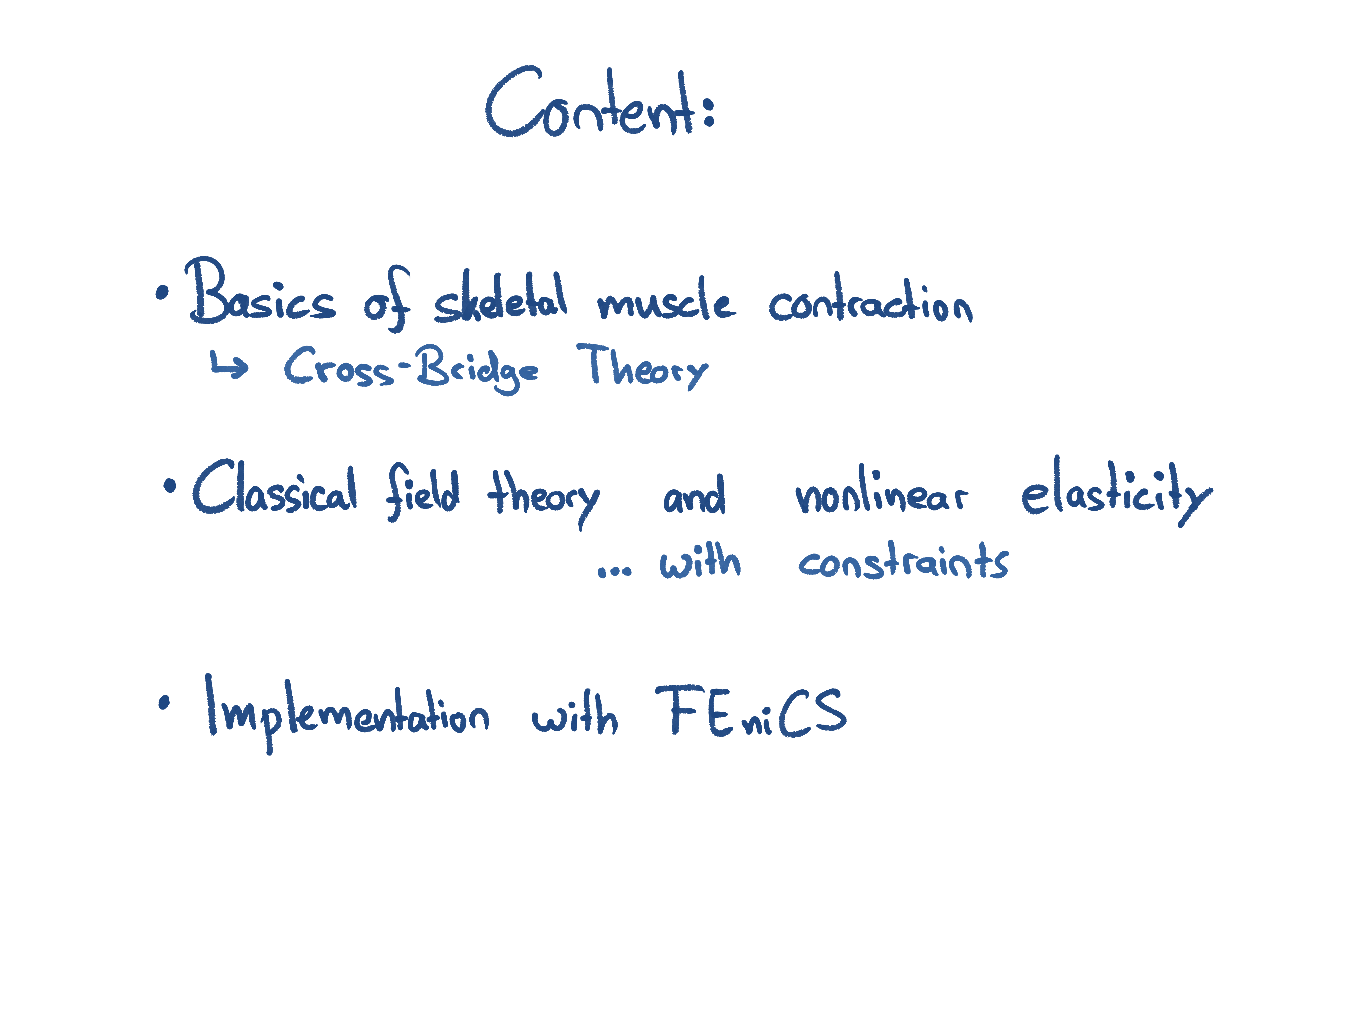 Content:
• Basics of skeletal muscle contraction
↳ Cross-Bridge Theory
• Classical field theory and nonlinear elasticity
... with constraints
• Implementation with FEniCS